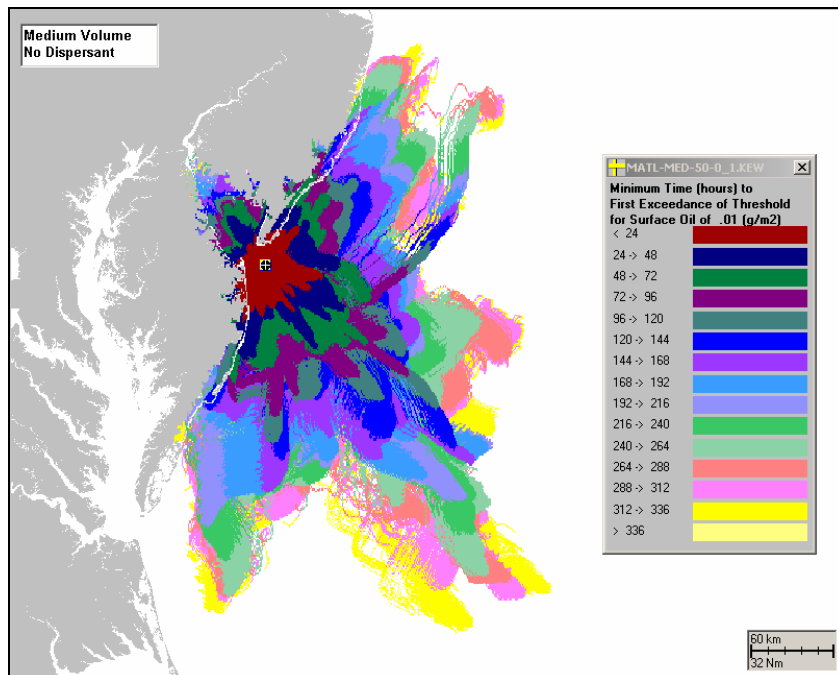 Medium Volume
No Dispersant
MATL-MED-50-0_1.KEW
Minimum Time (hours) to
First Exceedance of Threshold
for Surface Oil of .01 (g/m2)
< 24
24 -> 48
48 -> 72
72 -> 96
96 -> 120
120 -> 144
144 -> 168
168 -> 192
192 -> 216
216 -> 240
240 -> 264
264 -> 288
288 -> 312
312 -> 336
> 336
60 km
32 Nm